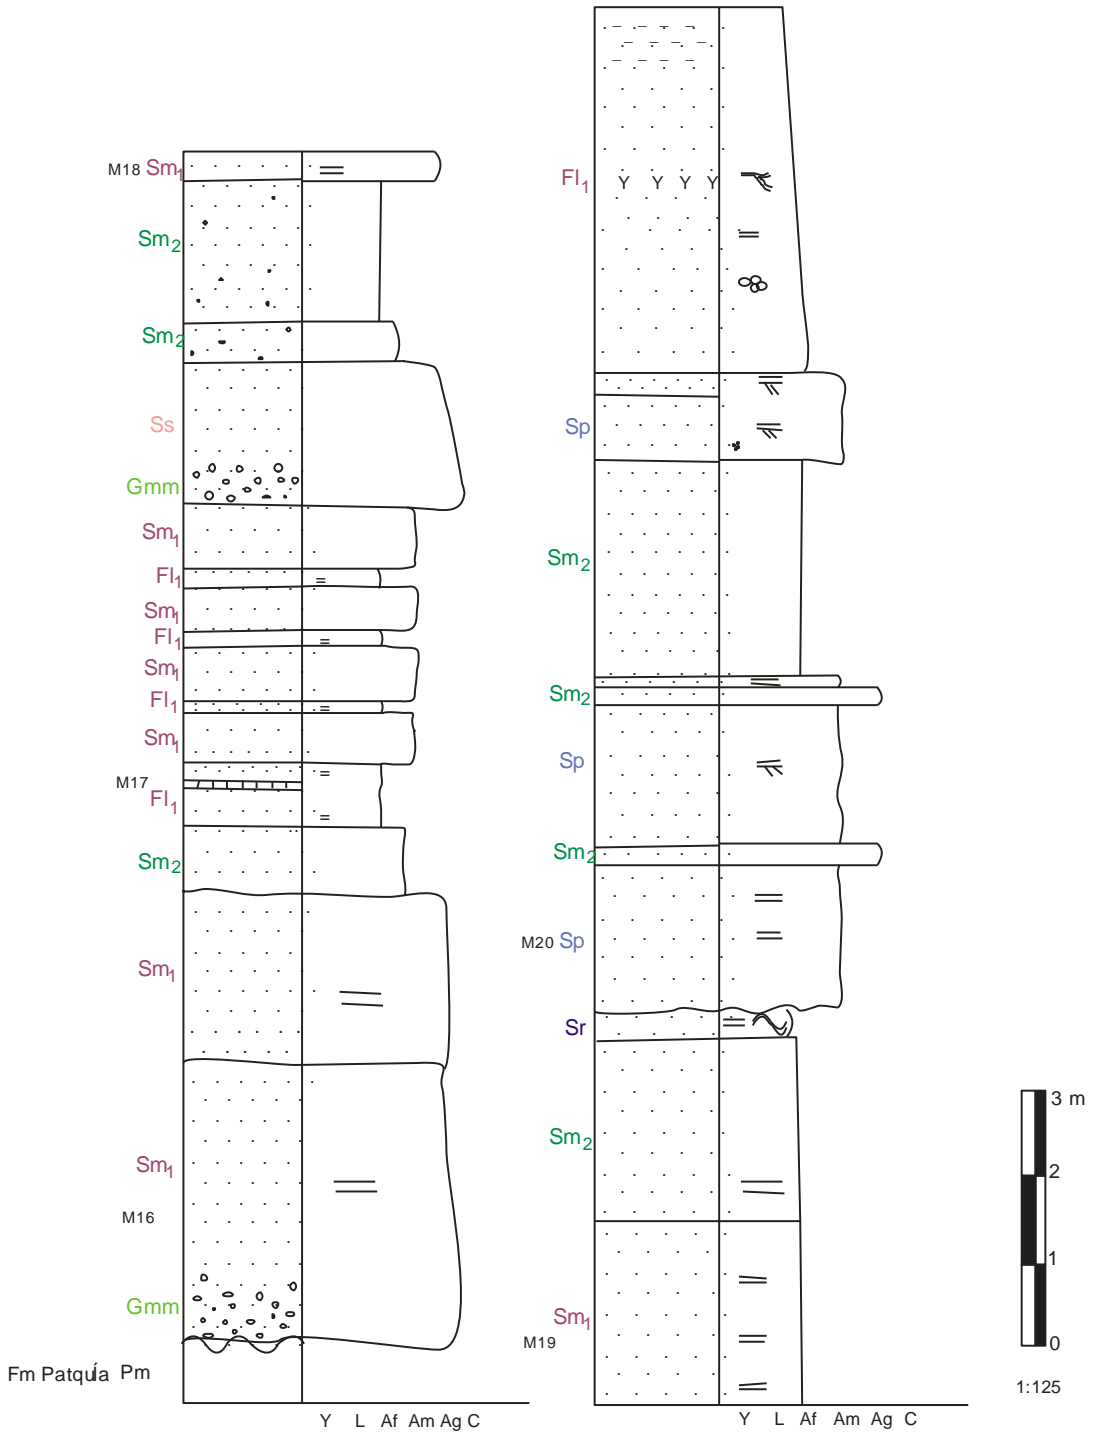 M18 Sm1
Sm2
Sm2
Ss
Gmm
Sm1
Fl1
Sm1
Fl1
Sm1
Fl1
Sm1
M17
Fl1
Sm2
Sm1
Sm1
M16
Gmm
Fm Patquía Pm
Y L Af Am Ag C
Fl1
Y Y Y Y
Sp
Sm2
Sm2
Sp
Sm2
M20 Sp
Sr
Sm2
Sm1
M19
Y L Af Am Ag C
3 m
2
1
0
1:125